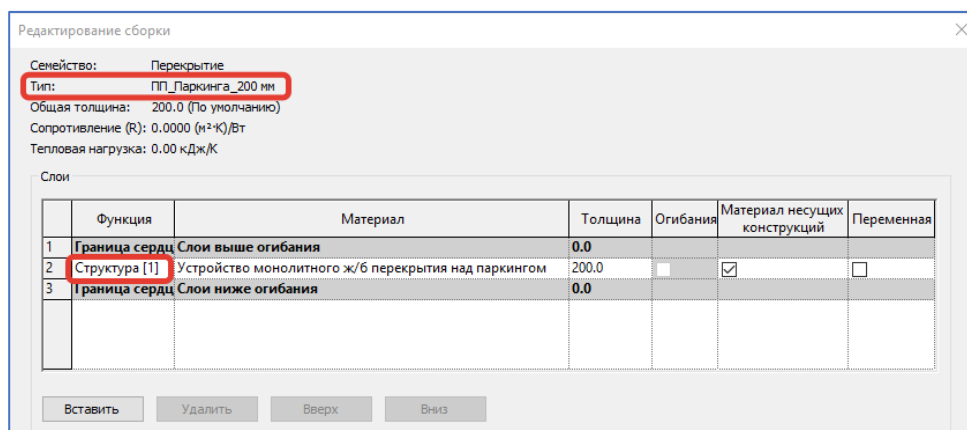 Редактирование сборки
Семейство: Перекрытие
Тип: ПП_Паркинга_200 мм
Общая толщина: 200.0 (По умолчанию)
Сопротивление (R): 0.0000 (м²·К)/Вт
Тепловая нагрузка: 0.00 кДж/К
Слои
Функция Материал Толщина Огибания Материал несущих конструкций Переменная
1 Граница сердц Слои выше огибания 0.0
2 Структура [1] Устройство монолитного ж/б перекрытия над паркингом 200.0
3 Граница сердц Слои ниже огибания 0.0
Вставить Удалить Вверх Вниз